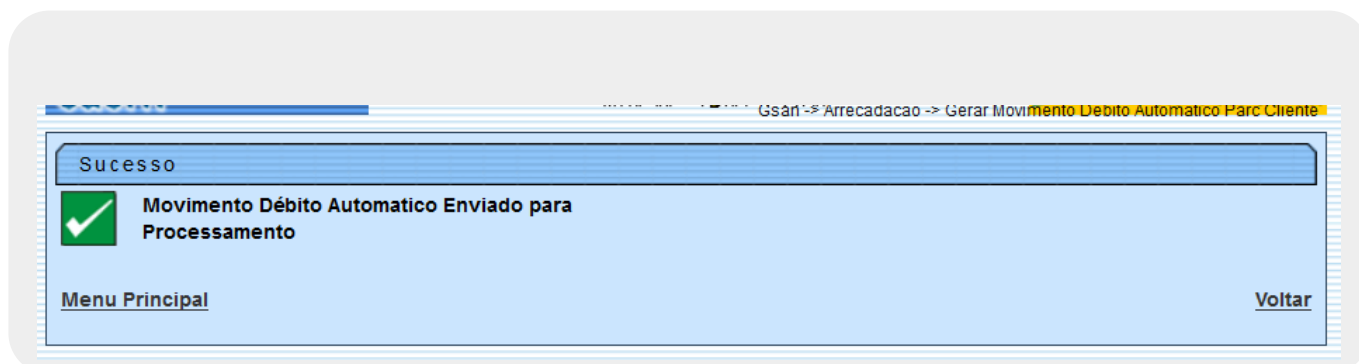 Gsan -> Arrecadacao -> Gerar Movimento Debito Automatico Parc Cliente
Sucesso
Movimento Débito Automatico Enviado para
Processamento
Menu Principal
Voltar